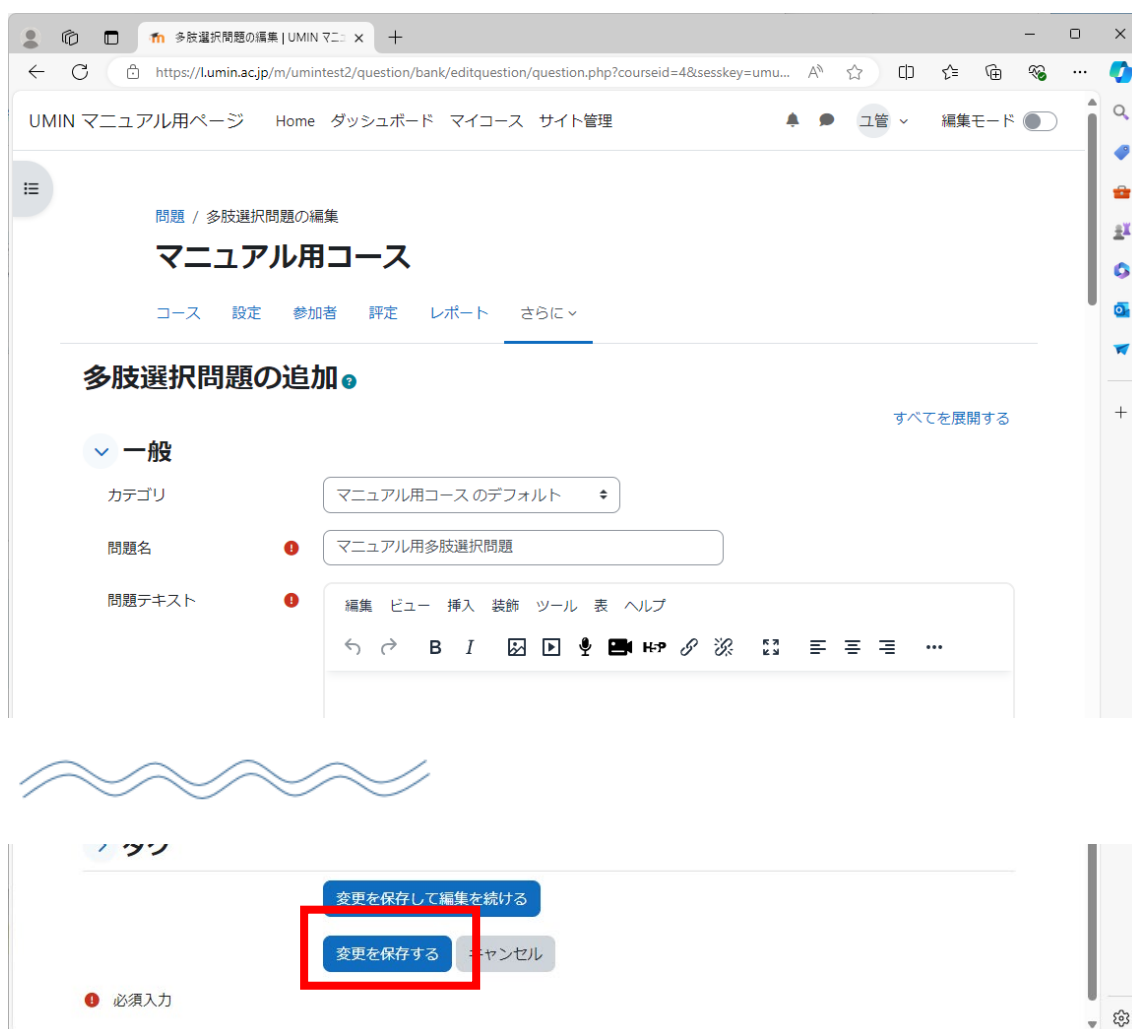 多肢選択問題の編集 | UMIN マニ
https://l.umin.ac.jp/m/umintest2/question/bank/editquestion/question.php?courseid=4&sesskey=umu...
UMIN マニュアル用ページ Home ダッシュボード マイコース サイト管理 ユ管 編集モード
問題 / 多肢選択問題の編集
マニュアル用コース
コース 設定 参加者 評定 レポート さらに
多肢選択問題の追加
すべてを展開する
一般
カテゴリ マニュアル用コース のデフォルト
問題名 マニュアル用多肢選択問題
問題テキスト
編集 ビュー 挿入 装飾 ツール 表 ヘルプ
B I H5P
タグ
変更を保存して編集を続ける
変更を保存する キャンセル
必須入力